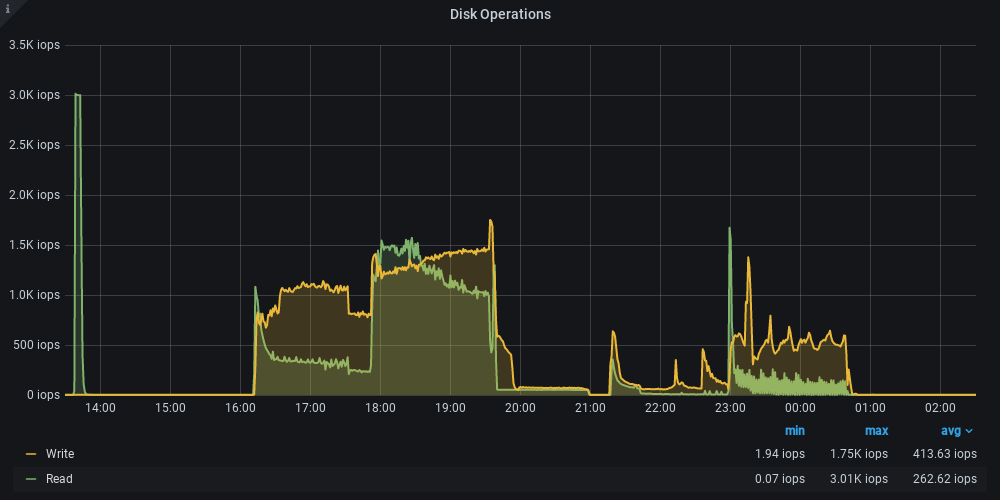 i
Disk Operations
3.5K iops
3.0K iops
2.5K iops
2.0K iops
1.5K iops
1.0K iops
500 iops
0 iops
14:00 15:00 16:00 17:00 18:00 19:00 20:00 21:00 22:00 23:00 00:00 01:00 02:00
min max avg
Write 1.94 iops 1.75K iops 413.63 iops
Read 0.07 iops 3.01K iops 262.62 iops